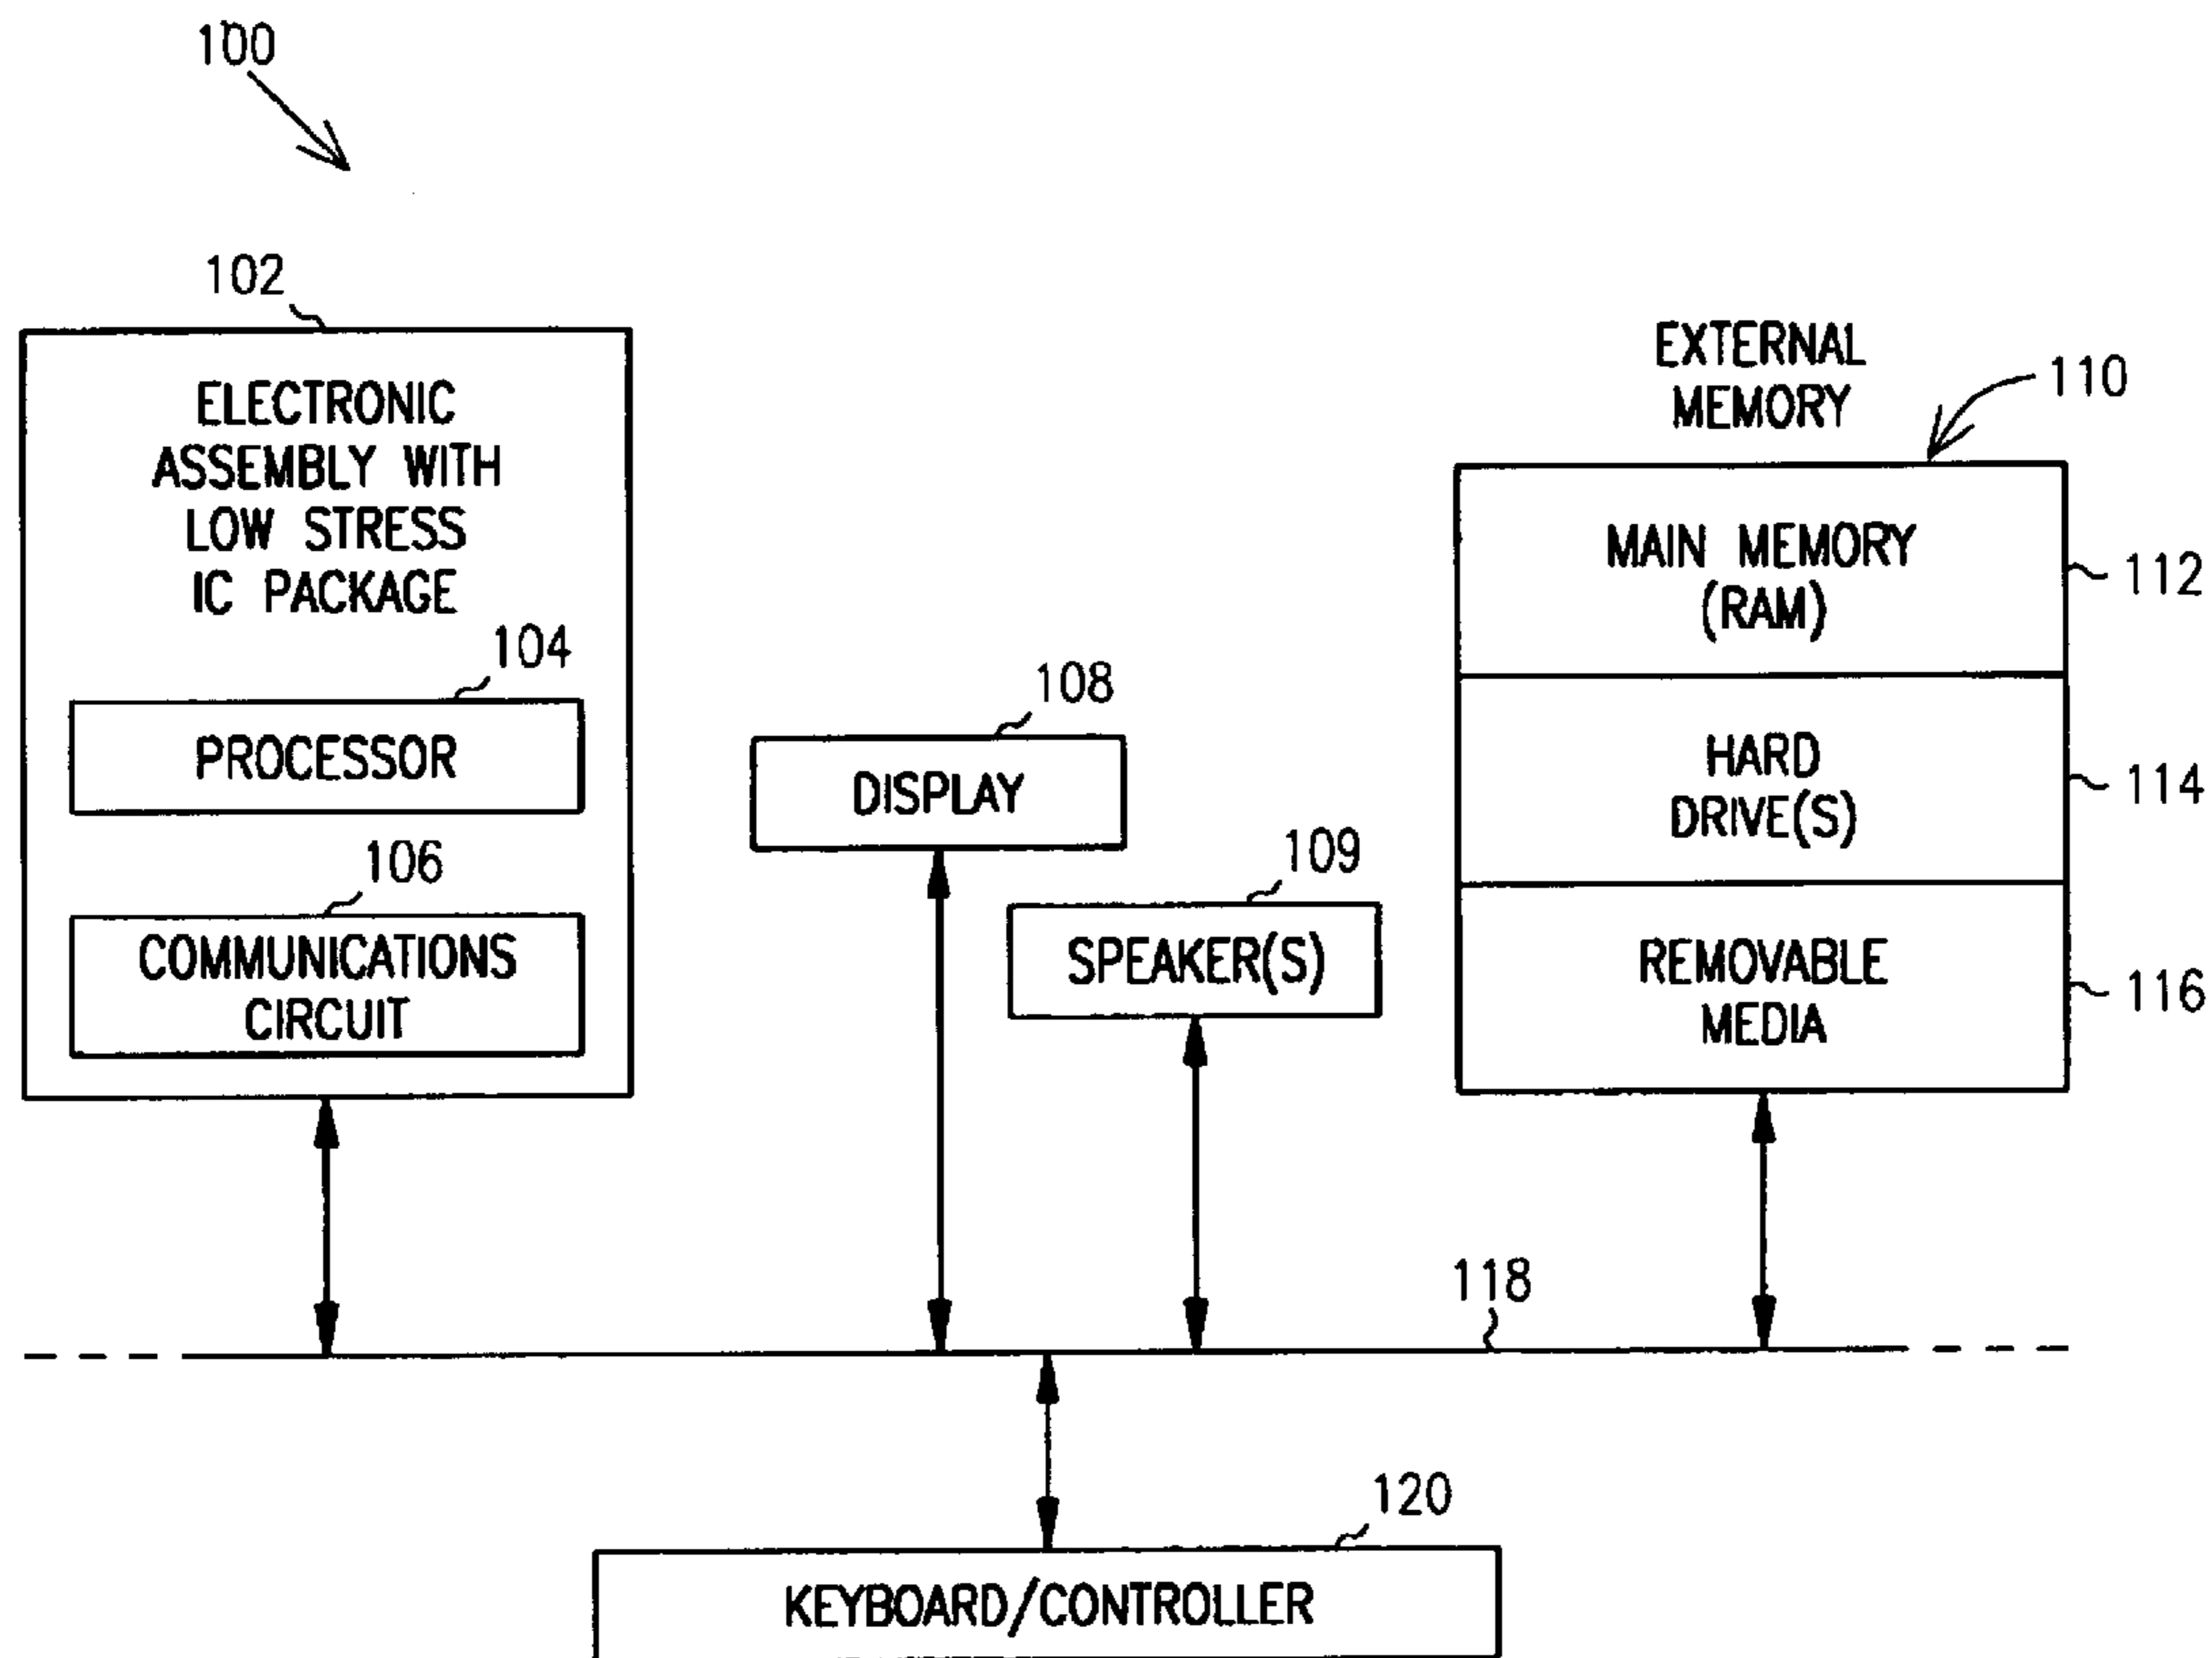 100
102
ELECTRONIC
ASSEMBLY WITH
LOW STRESS
IC PACKAGE
104
PROCESSOR
106
COMMUNICATIONS
CIRCUIT
108
DISPLAY
109
SPEAKER(S)
EXTERNAL
MEMORY
110
MAIN MEMORY
(RAM)
112
HARD
DRIVE(S)
114
REMOVABLE
MEDIA
116
118
120
KEYBOARD/CONTROLLER